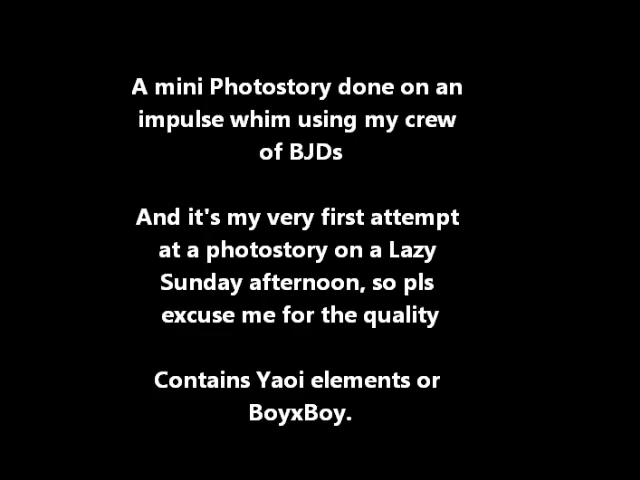 A mini Photostory done on an
impulse whim using my crew
of BJDs
And it's my very first attempt
at a photostory on a Lazy
Sunday afternoon, so pls
excuse me for the quality
Contains Yaoi elements or
BoyxBoy.